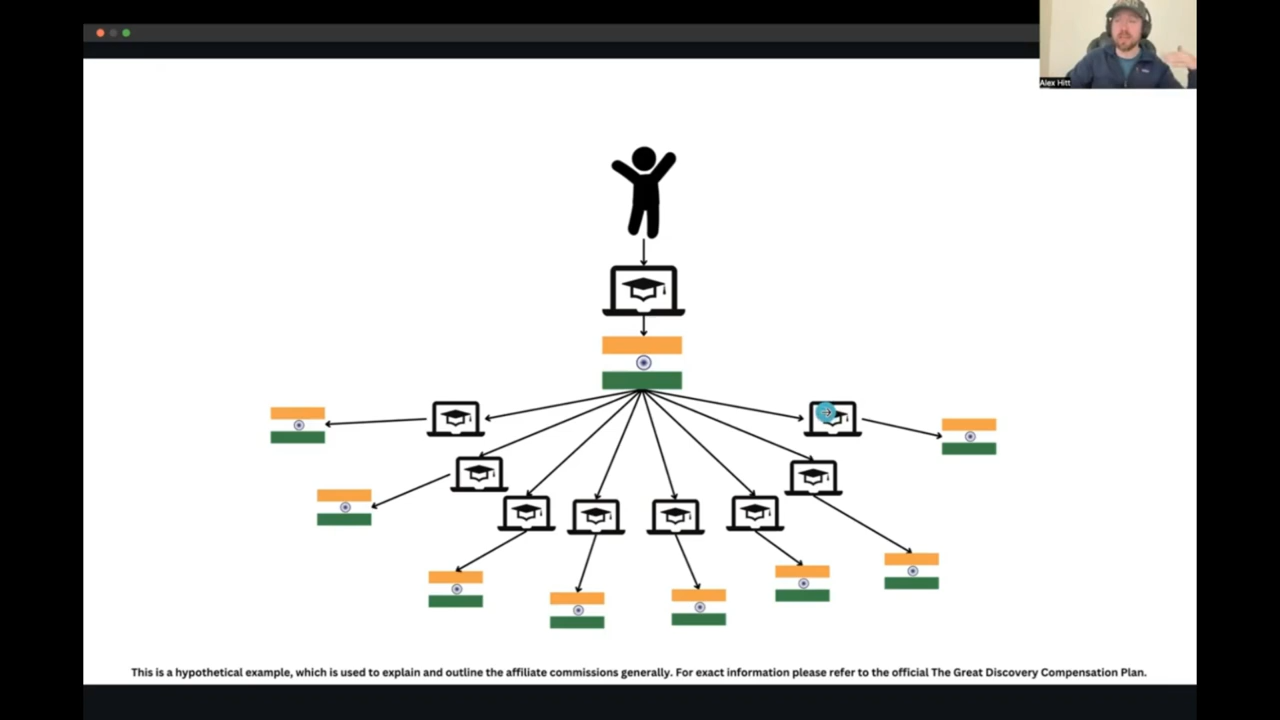 Alex Hitt
This is a hypothetical example, which is used to explain and outline the affiliate commissions generally. For exact information please refer to the official The Great Discovery Compensation Plan.